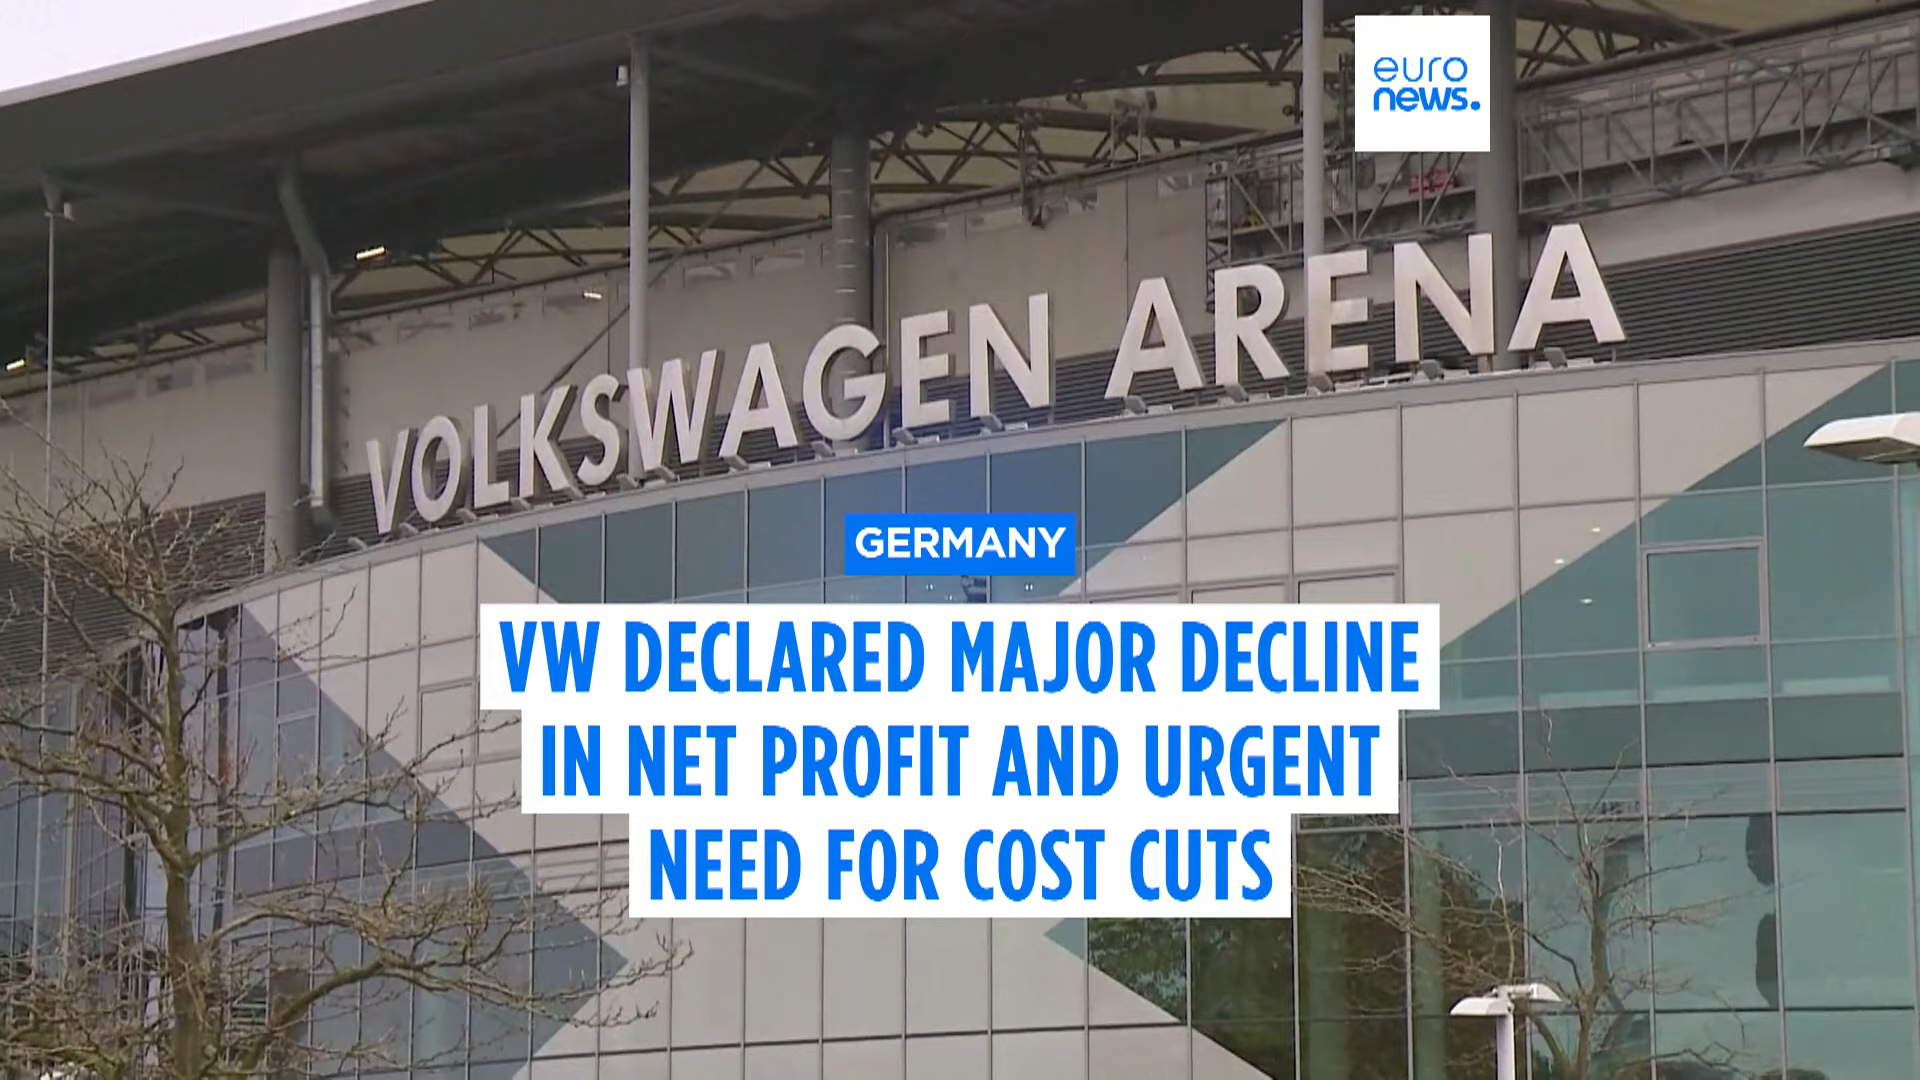 euro
news.
VOLKSWAGEN ARENA
GERMANY
VW DECLARED MAJOR DECLINE
IN NET PROFIT AND URGENT
NEED FOR COST CUTS